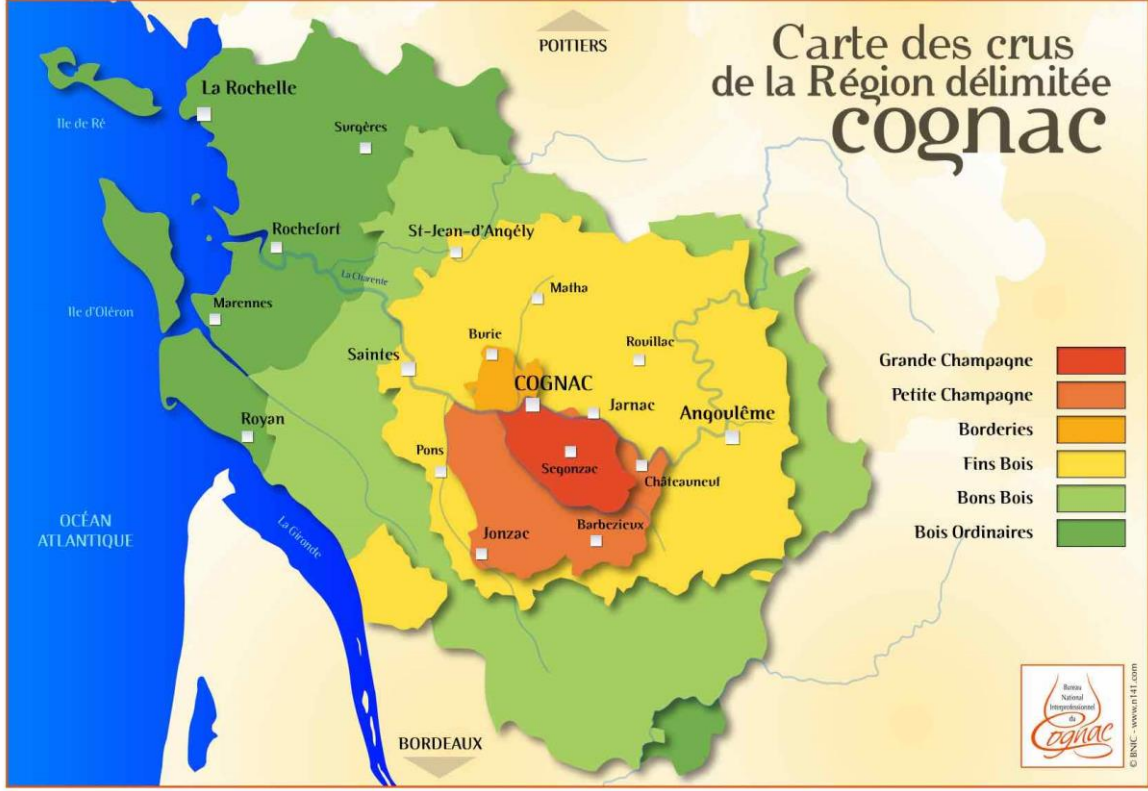 POITIERS
Carte des crus
de la Région délimitée
cognac
La Rochelle
Ile de Ré
Surgères
Rochefort
St-Jean-d'Angély
La Charente
Matha
Ile d'Oléron
Marennes
Burie
Rouillac
Saintes
COGNAC
Jarnac
Angoulême
Royan
Pons
Segonzac
Châteauneuf
OCÉAN
ATLANTIQUE
La Gironde
Jonzac
Barbezieux
BORDEAUX
Grande Champagne
Petite Champagne
Borderies
Fins Bois
Bons Bois
Bois Ordinaires
Bureau
National
Interprofessionnel
du
Cognac
© BNIC - www.n141.com